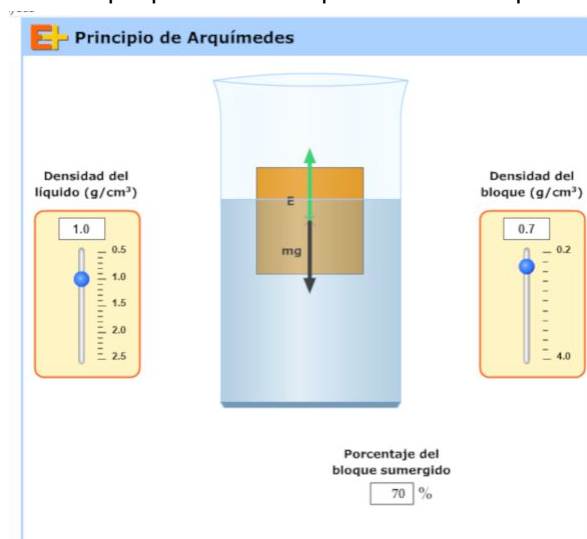 E+ Principio de Arquímedes
Densidad del
líquido (g/cm³)
1.0
0.5
1.0
1.5
2.0
2.5
E
mg
Densidad del
bloque (g/cm³)
0.7
0.2
4.0
Porcentaje del
bloque sumergido
70 %